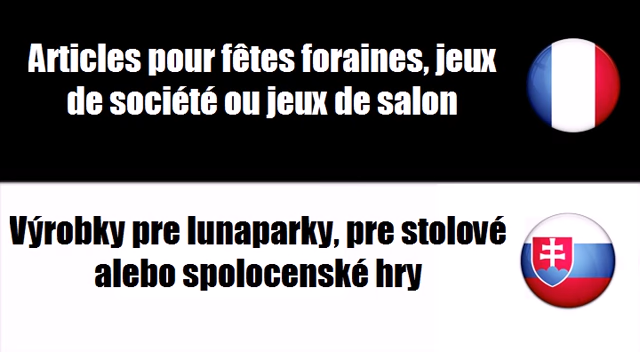 Articles pour fêtes foraines, jeux
de société ou jeux de salon
Výrobky pre lunaparky, pre stolové
alebo spolocenské hry